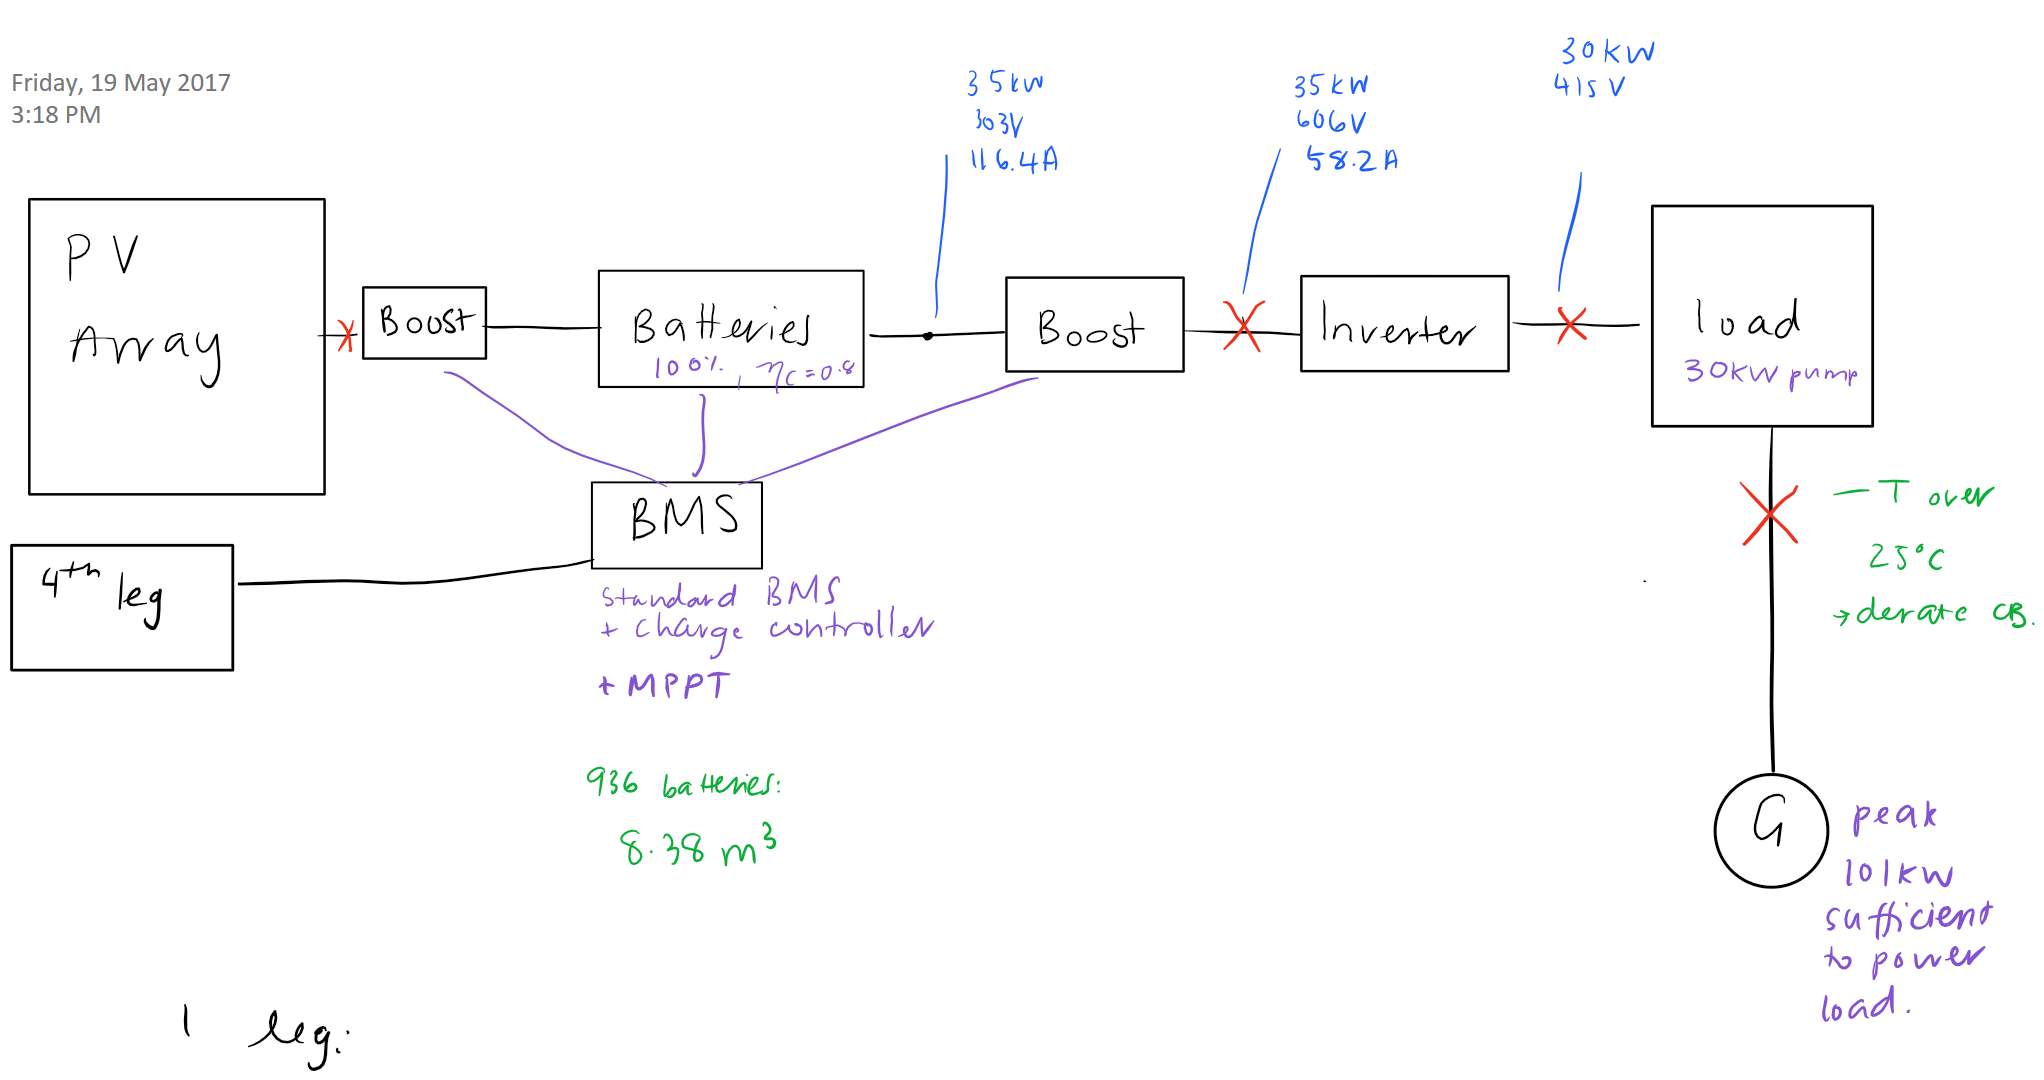 Friday, 19 May 2017
3:18 PM
35kW
303V
116.4A
35kW
606V
58.2A
30kW
415V
PV
Array
Boost
Batteries
100%, ηc=0.8
Boost
Inverter
load
30kW pump
BMS
standard BMS
+ charge controller
+ MPPT
4th leg
— T over
25°C
→ derate CB.
936 batteries:
8.38 m³
G
peak
101kW
sufficient
to power
load.
1 leg: